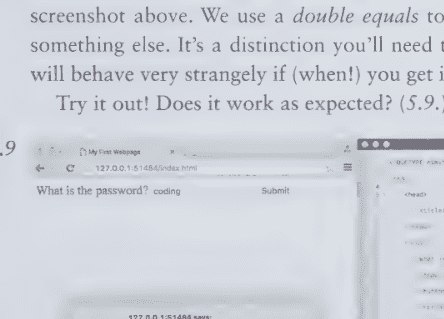 screenshot above. We use a double equals to
something else. It's a distinction you'll need
will behave very strangely if (when!) you get i
Try it out! Does it work as expected? (5.9.)
.9
My First Webpage
127.0.0.1:51484/index.html
What is the password? coding Submit
<head>
127.0.0.1:51484 says: